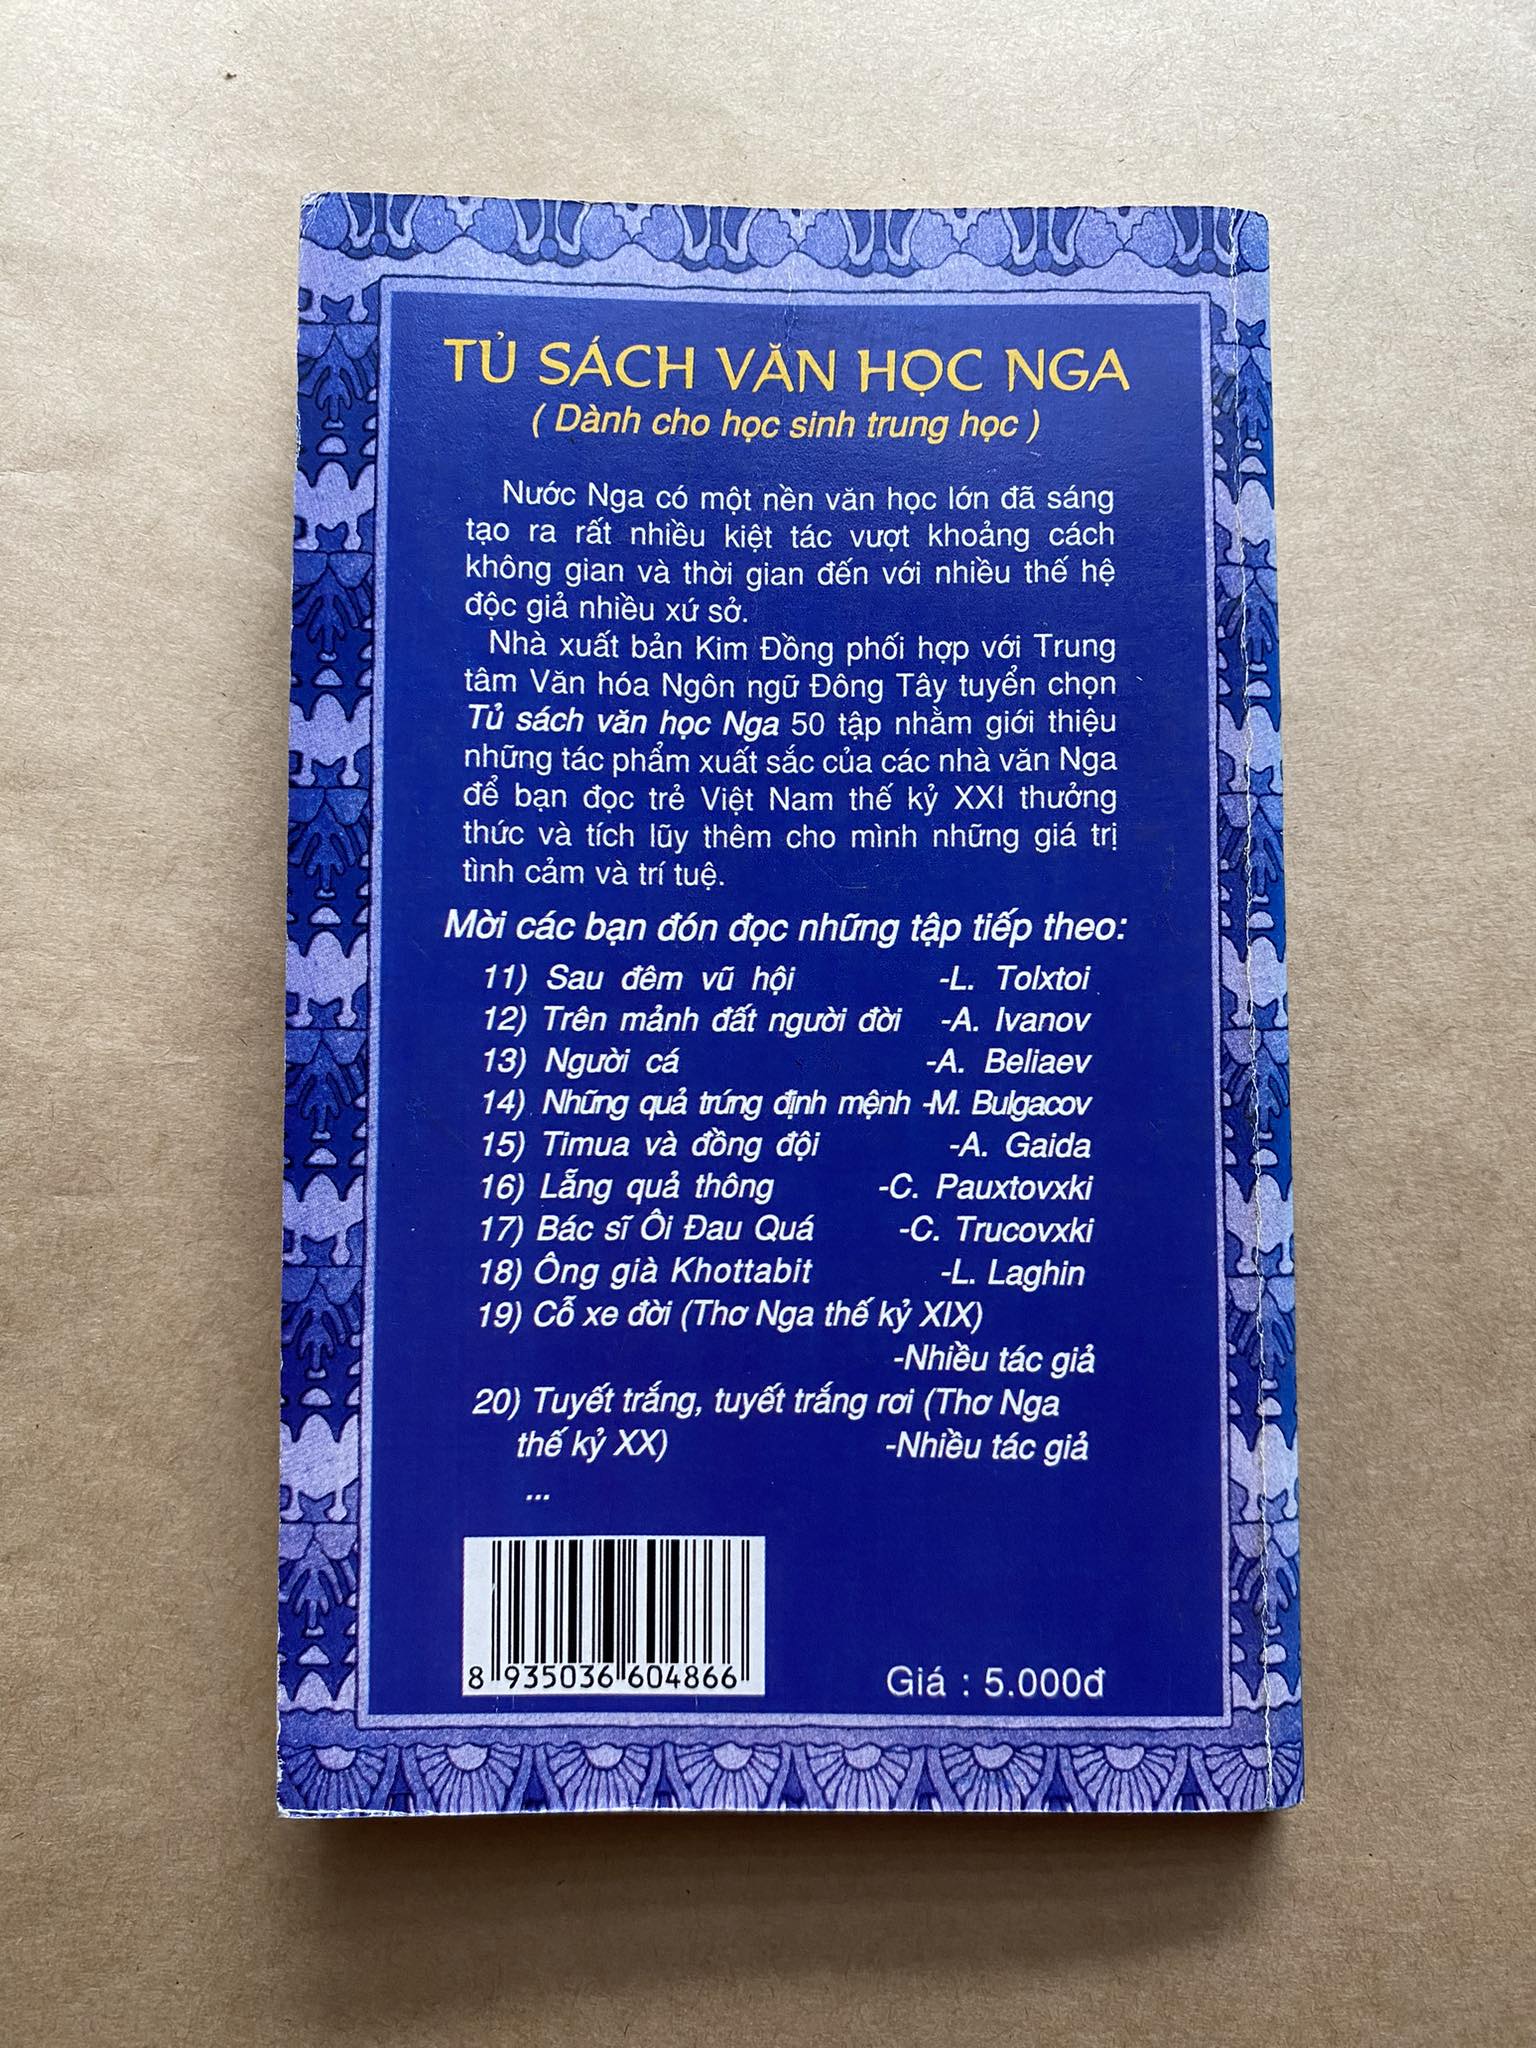 TỦ SÁCH VĂN HỌC NGA
( Dành cho học sinh trung học )
Nước Nga có một nền văn học lớn đã sáng
tạo ra rất nhiều kiệt tác vượt khoảng cách
không gian và thời gian đến với nhiều thế hệ
độc giả nhiều xứ sở.
Nhà xuất bản Kim Đồng phối hợp với Trung
tâm Văn hóa Ngôn ngữ Đông Tây tuyển chọn
Tủ sách văn học Nga 50 tập nhằm giới thiệu
những tác phẩm xuất sắc của các nhà văn Nga
để bạn đọc trẻ Việt Nam thế kỷ XXI thưởng
thức và tích lũy thêm cho mình những giá trị
tình cảm và trí tuệ.
Mời các bạn đón đọc những tập tiếp theo:
11) Sau đêm vũ hội -L. Tolxtoi
12) Trên mảnh đất người đời -A. Ivanov
13) Người cá -A. Beliaev
14) Những quả trứng định mệnh -M. Bulgacov
15) Timua và đồng đội -A. Gaida
16) Lẵng quả thông -C. Pauxtovxki
17) Bác sĩ Ôi Đau Quá -C. Trucovxki
18) Ông già Khottabit -L. Laghin
19) Cỗ xe đời (Thơ Nga thế kỷ XIX)
-Nhiều tác giả
20) Tuyết trắng, tuyết trắng rơi (Thơ Nga
thế kỷ XX) -Nhiều tác giả
...
8 935036 604866
Giá : 5.000đ